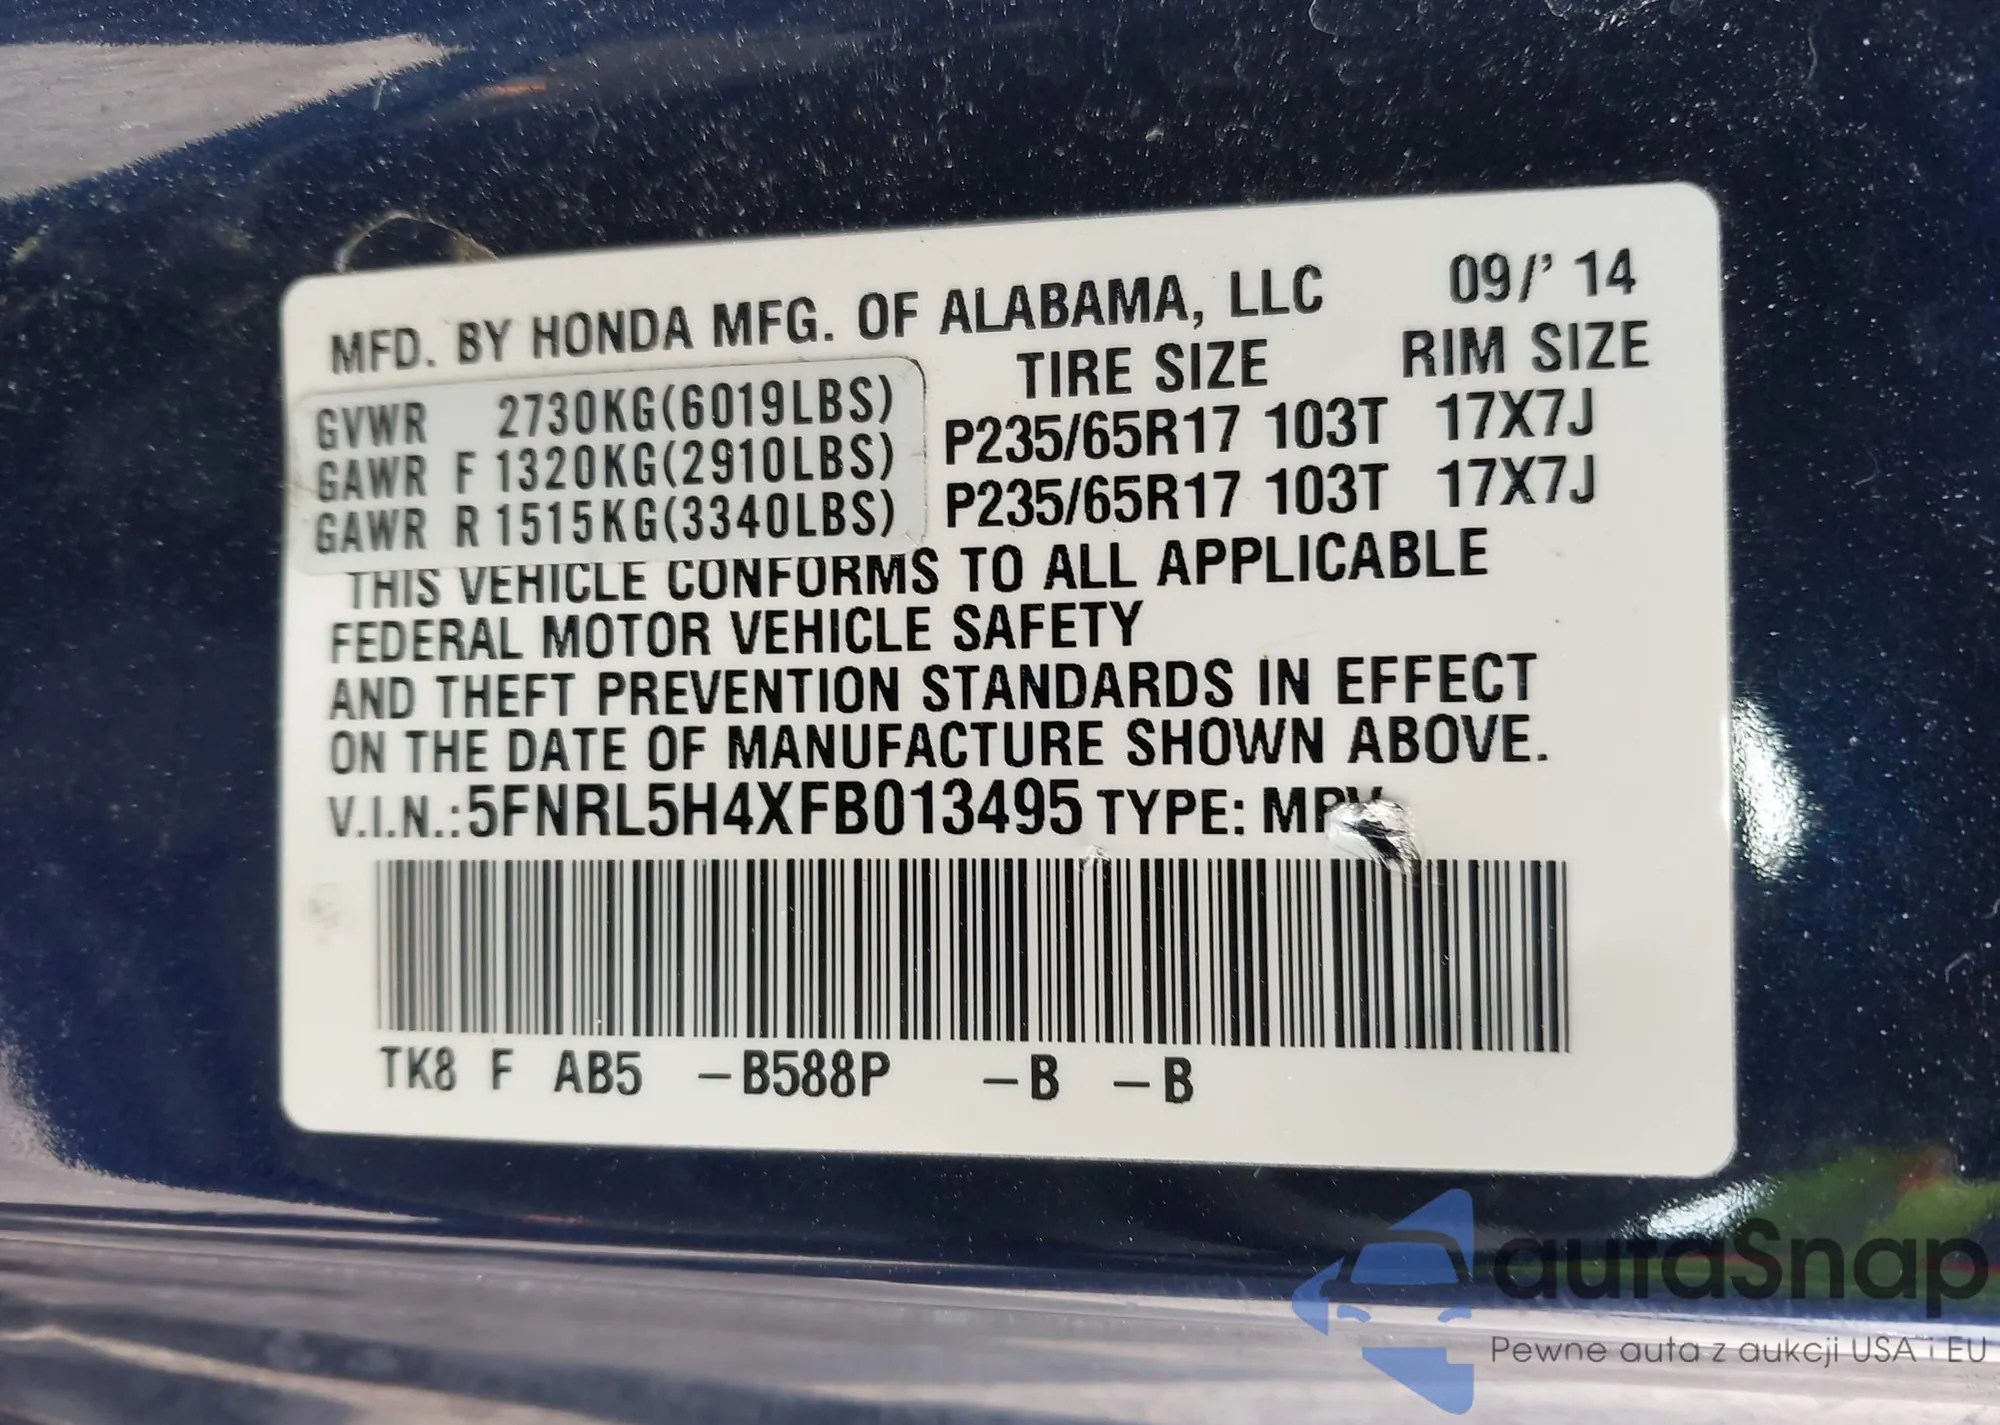 MFD. BY HONDA MFG. OF ALABAMA, LLC 09/' 14
TIRE SIZE RIM SIZE
GVWR 2730KG(6019LBS)
GAWR F 1320KG(2910LBS) P235/65R17 103T 17X7J
GAWR R 1515KG(3340LBS) P235/65R17 103T 17X7J
THIS VEHICLE CONFORMS TO ALL APPLICABLE
FEDERAL MOTOR VEHICLE SAFETY
AND THEFT PREVENTION STANDARDS IN EFFECT
ON THE DATE OF MANUFACTURE SHOWN ABOVE.
V.I.N.:5FNRL5H4XFB013495 TYPE: MPV
TK8 F AB5 -B588P -B -B
autaSnap
Pewne auta z aukcji USA i EU